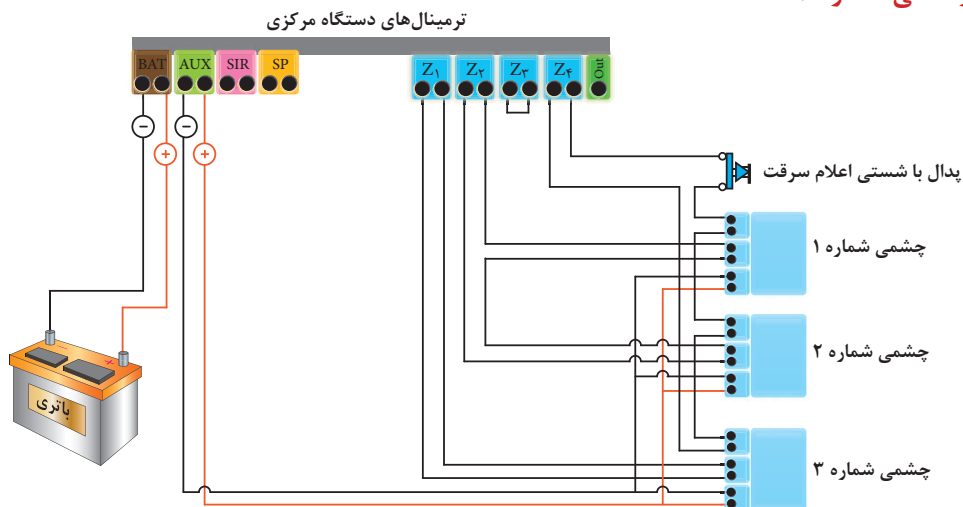 ترمینال‌های دستگاه مرکزی
BAT AUX SIR SP Z۱ Z۲ Z۳ Z۴ Out
− + − +
پدال با شستی اعلام سرقت
چشمی شماره ۱
چشمی شماره ۲
چشمی شماره ۳
− +
باتری